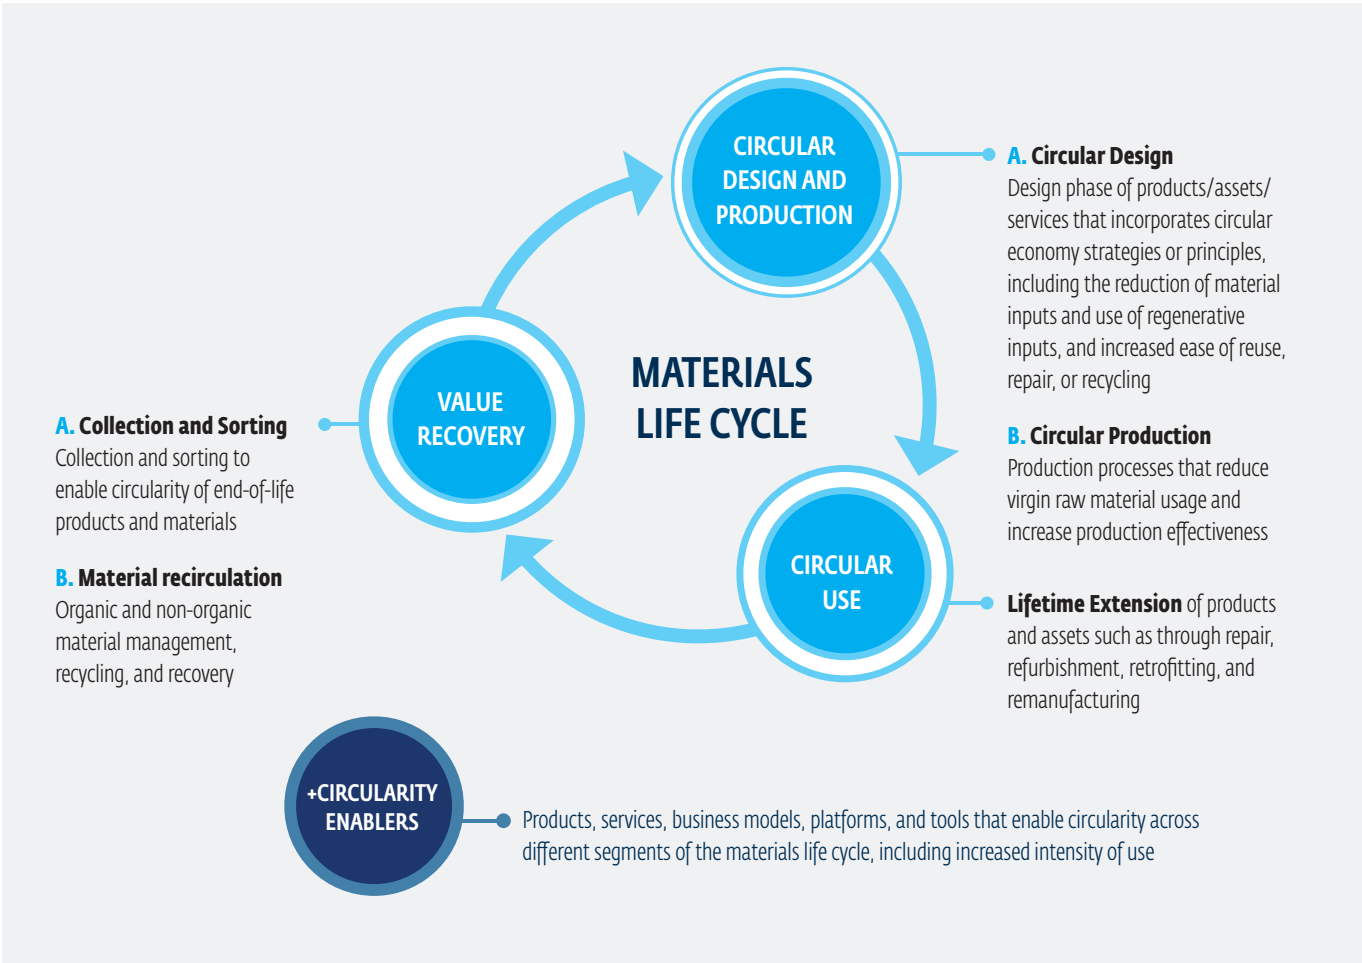 CIRCULAR
DESIGN AND
PRODUCTION
A. Circular Design
Design phase of products/assets/
services that incorporates circular
economy strategies or principles,
including the reduction of material
inputs and use of regenerative
inputs, and increased ease of reuse,
repair, or recycling
B. Circular Production
Production processes that reduce
virgin raw material usage and
increase production effectiveness
MATERIALS
LIFE CYCLE
VALUE
RECOVERY
A. Collection and Sorting
Collection and sorting to
enable circularity of end-of-life
products and materials
B. Material recirculation
Organic and non-organic
material management,
recycling, and recovery
CIRCULAR
USE
Lifetime Extension of products
and assets such as through repair,
refurbishment, retrofitting, and
remanufacturing
+CIRCULARITY
ENABLERS
Products, services, business models, platforms, and tools that enable circularity across
different segments of the materials life cycle, including increased intensity of use